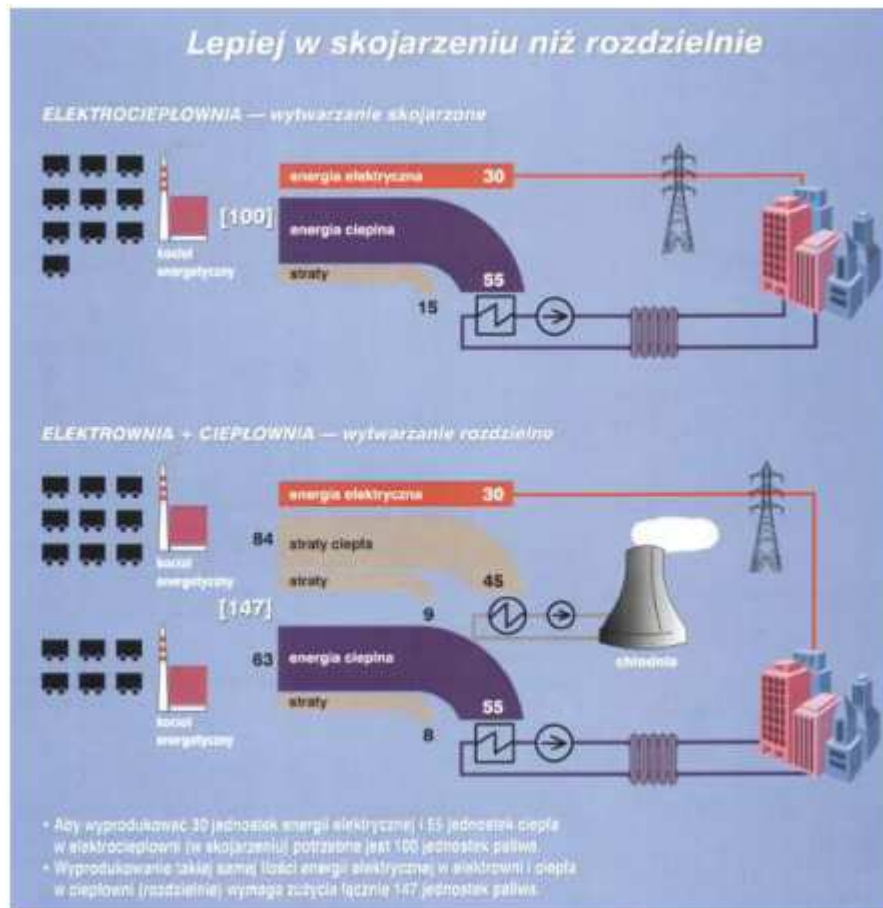 Lepiej w skojarzeniu niż rozdzielnie
ELEKTROCIEPŁOWNIA — wytwarzanie skojarzone
energia elektryczna 30
[100]
energia cieplna
kocioł
energetyczny
straty
55
15
ELEKTROWNIA + CIEPŁOWNIA — wytwarzanie rozdzielne
energia elektryczna 30
84
straty ciepła
kocioł
energetyczny
straty
45
[147]
9
63
energia cieplna
chłodnia
straty
55
kocioł
energetyczny
8
• Aby wyprodukować 30 jednostek energii elektrycznej i 55 jednostek ciepła
w elektrociepłowni (w skojarzeniu) potrzebne jest 100 jednostek paliwa.
• Wyprodukowanie takiej samej ilości energii elektrycznej w elektrowni i ciepła
w ciepłowni (rozdzielnie) wymaga zużycia łącznie 147 jednostek paliwa.